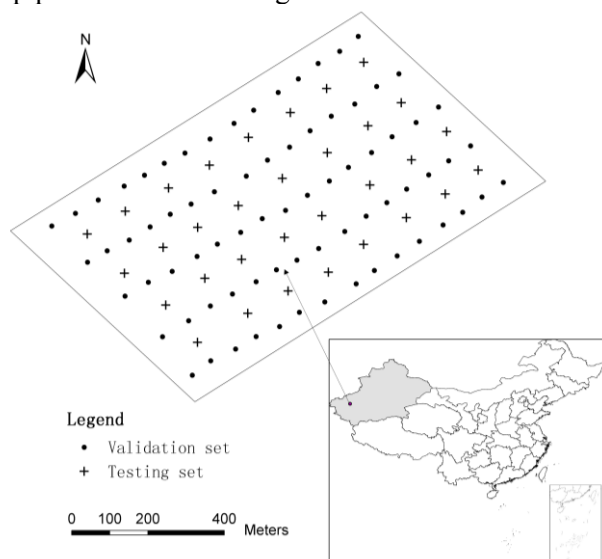 N
Legend
Validation set
Testing set
0 100 200 400 Meters